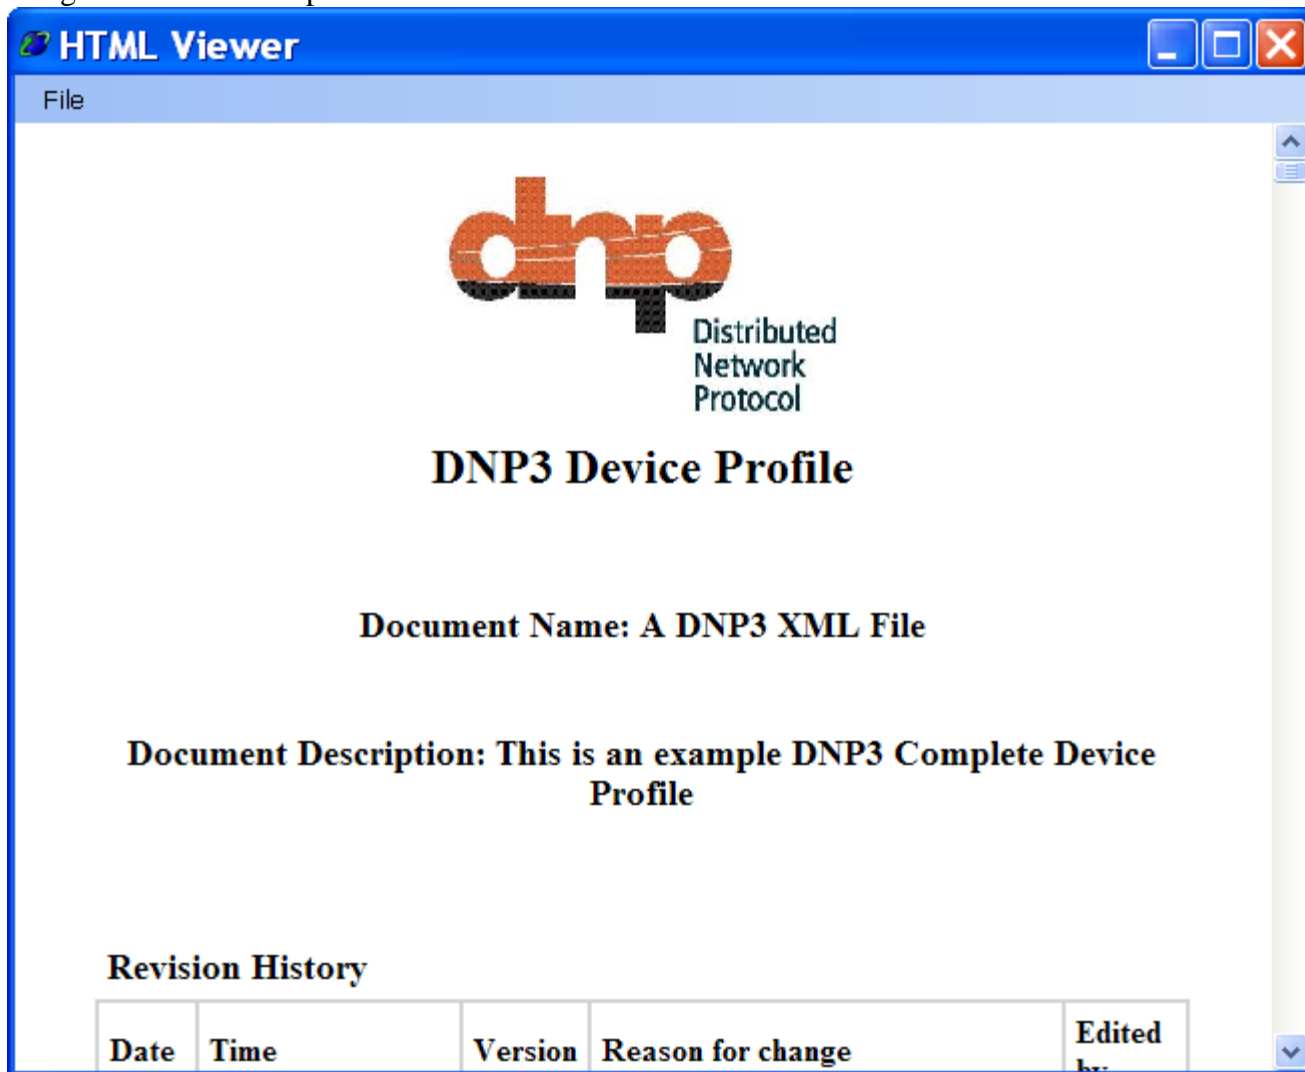 HTML Viewer
File
dnp
Distributed
Network
Protocol
DNP3 Device Profile
Document Name: A DNP3 XML File
Document Description: This is an example DNP3 Complete Device
Profile
Revision History
Date Time Version Reason for change Edited
by